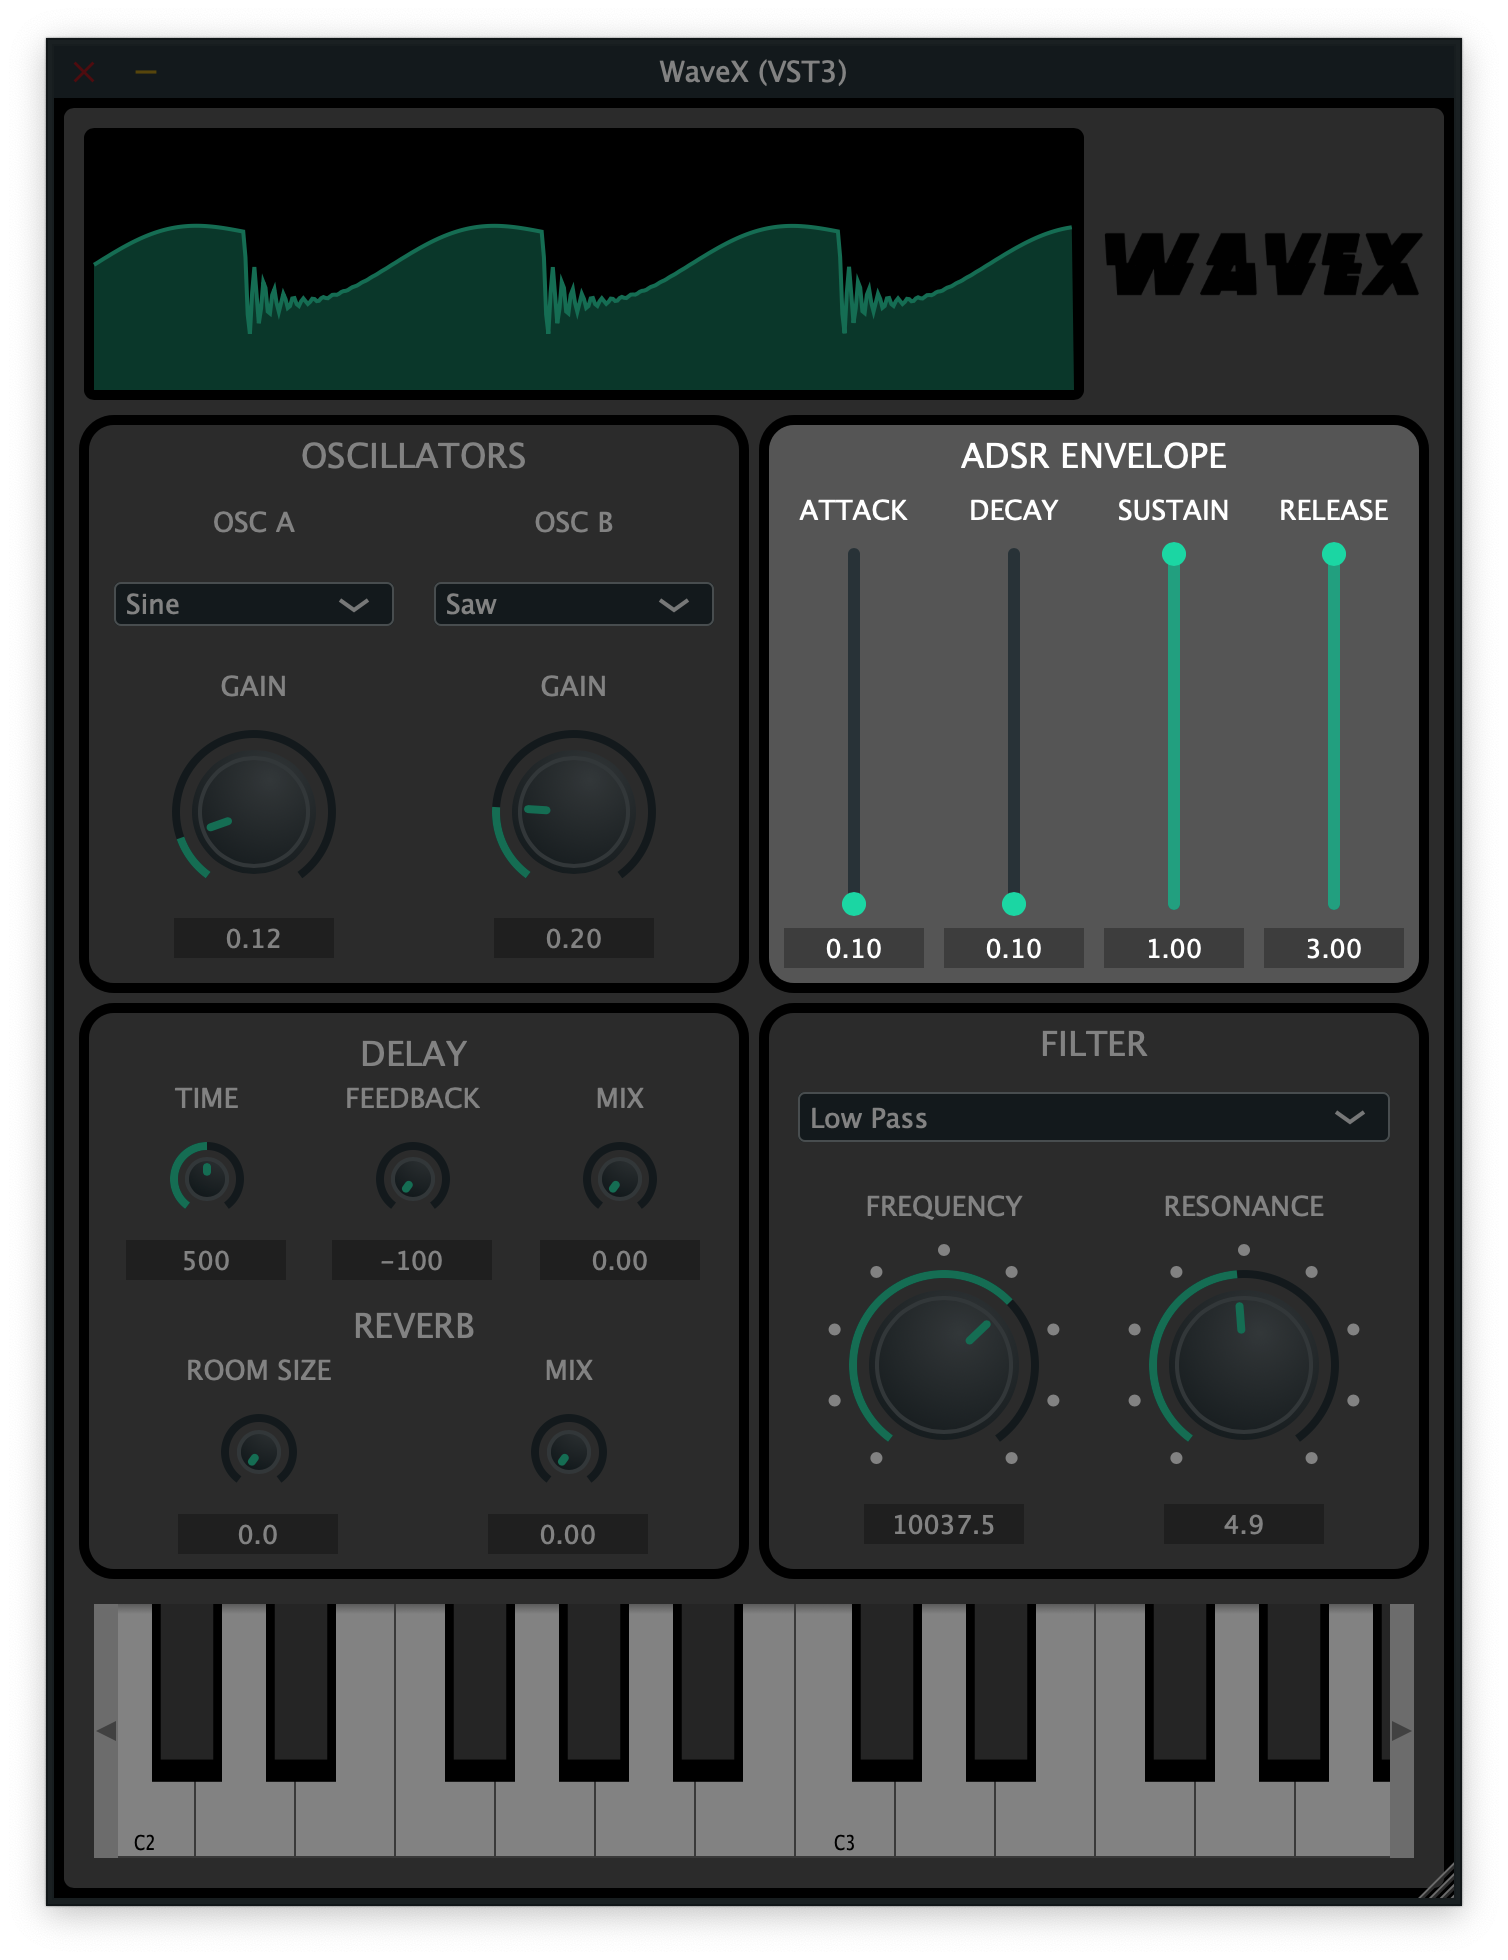 WaveX (VST3)
WAVEX
OSCILLATORS
OSC A
OSC B
Sine
Saw
GAIN
GAIN
0.12
0.20
ADSR ENVELOPE
ATTACK
DECAY
SUSTAIN
RELEASE
0.10
0.10
1.00
3.00
DELAY
TIME
FEEDBACK
MIX
500
-100
0.00
REVERB
ROOM SIZE
MIX
0.0
0.00
FILTER
Low Pass
FREQUENCY
RESONANCE
10037.5
4.9
C2
C3